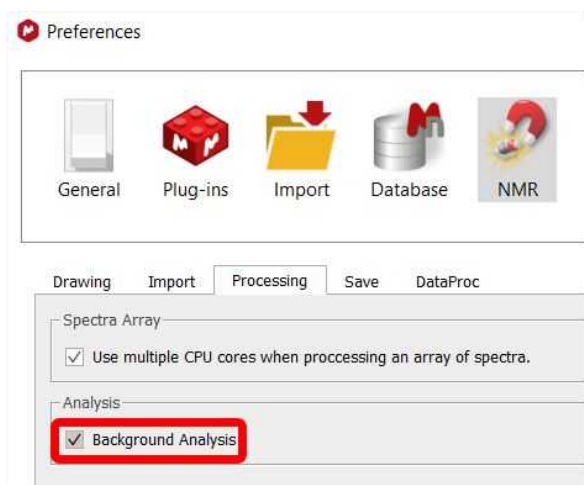 Preferences
General Plug-ins Import Database NMR
Drawing Import Processing Save DataProc
Spectra Array
Use multiple CPU cores when proccessing an array of spectra.
Analysis
Background Analysis